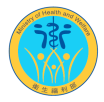 Ministry of Health and Welfare
衛生福利部